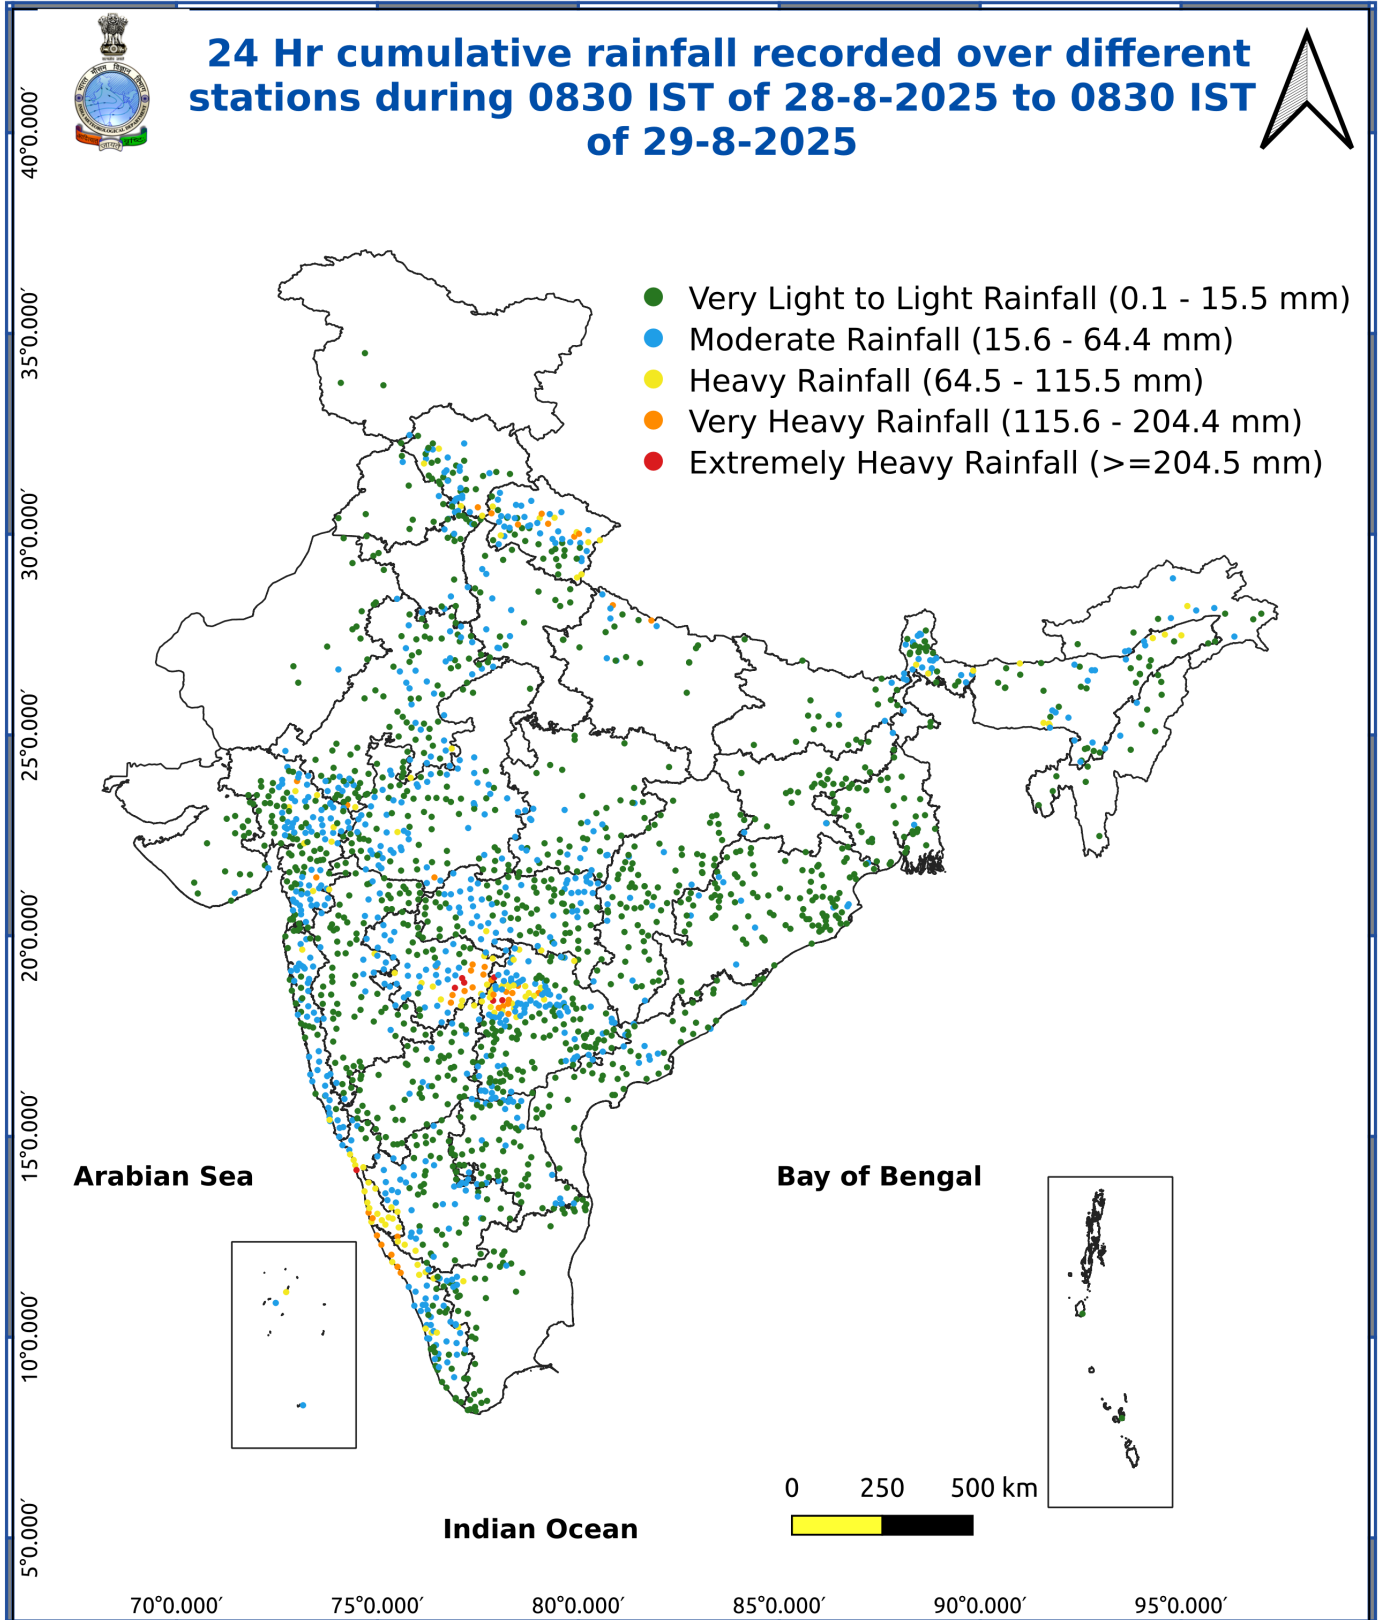 24 Hr cumulative rainfall recorded over different
stations during 0830 IST of 28-8-2025 to 0830 IST
of 29-8-2025
Very Light to Light Rainfall (0.1 - 15.5 mm)
Moderate Rainfall (15.6 - 64.4 mm)
Heavy Rainfall (64.5 - 115.5 mm)
Very Heavy Rainfall (115.6 - 204.4 mm)
Extremely Heavy Rainfall (>=204.5 mm)
40°0.000′
35°0.000′
30°0.000′
25°0.000′
20°0.000′
15°0.000′
10°0.000′
5°0.000′
Arabian Sea
Bay of Bengal
Indian Ocean
0 250 500 km
70°0.000′ 75°0.000′ 80°0.000′ 85°0.000′ 90°0.000′ 95°0.000′